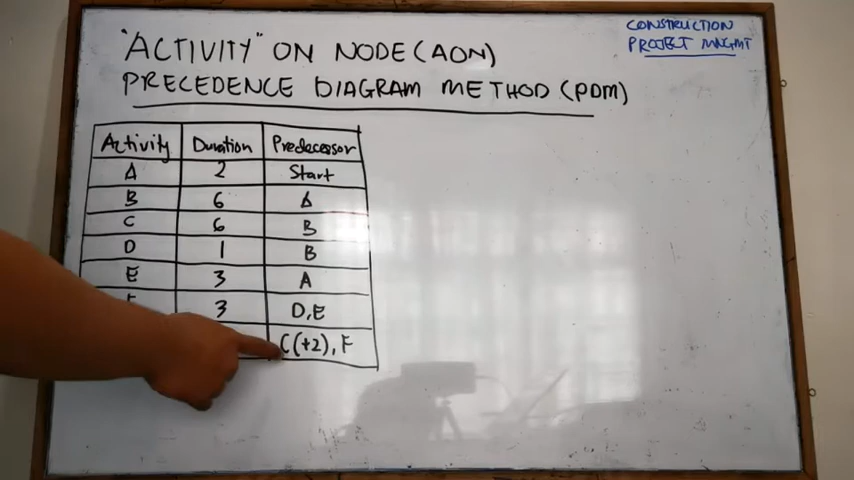 "ACTIVITY" ON NODE (AON)
PRECEDENCE DIAGRAM METHOD (PDM)
CONSTRUCTION
PROJECT MNGMT
Activity Duration Predecessor
A 2 Start
B 6 A
C 6 B
D 1 B
E 3 A
3 D,E
C(+2), F